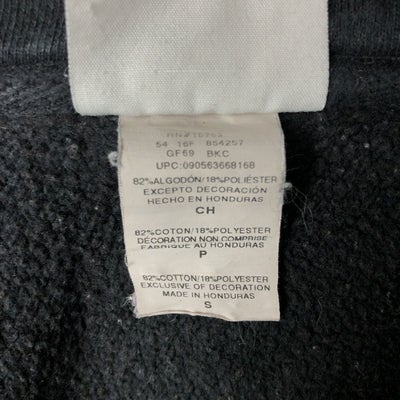 54 16F 854257
GF69 BKC
UPC:090563668168
82%ALGODÓN/18%POLIÉSTER
EXCEPTO DECORACIÓN
HECHO EN HONDURAS
CH
82%COTON/18%POLYESTER
DÉCORATION NON COMPRISE
FABRIQUÉ AU HONDURAS
P
82%COTTON/18%POLYESTER
EXCLUSIVE OF DECORATION
MADE IN HONDURAS
S